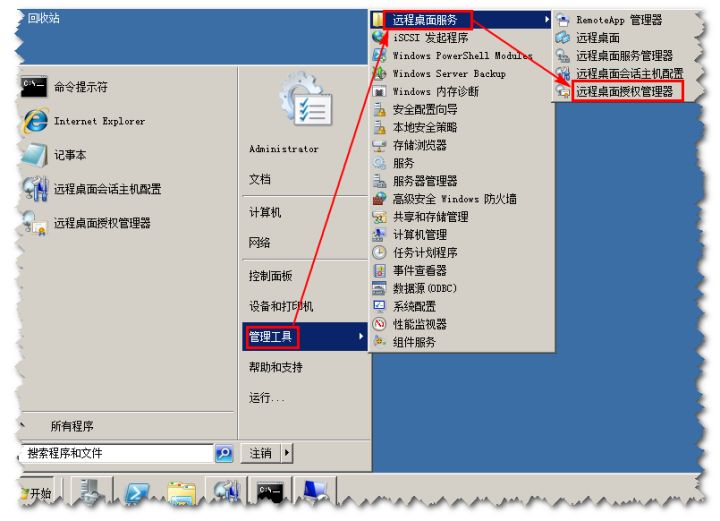 回收站
命令提示符
Internet Explorer
记事本
远程桌面会话主机配置
远程桌面授权管理器
所有程序
搜索程序和文件
Administrator
文档
计算机
网络
控制面板
设备和打印机
管理工具
帮助和支持
运行...
注销
远程桌面服务
iSCSI 发起程序
Windows PowerShell Modules
Windows Server Backup
Windows 内存诊断
安全配置向导
本地安全策略
存储浏览器
服务
服务器管理器
高级安全 Windows 防火墙
共享和存储管理
计算机管理
任务计划程序
事件查看器
数据源(ODBC)
系统配置
性能监视器
组件服务
RemoteApp 管理器
远程桌面
远程桌面服务管理器
远程桌面会话主机配置
远程桌面授权管理器
开始